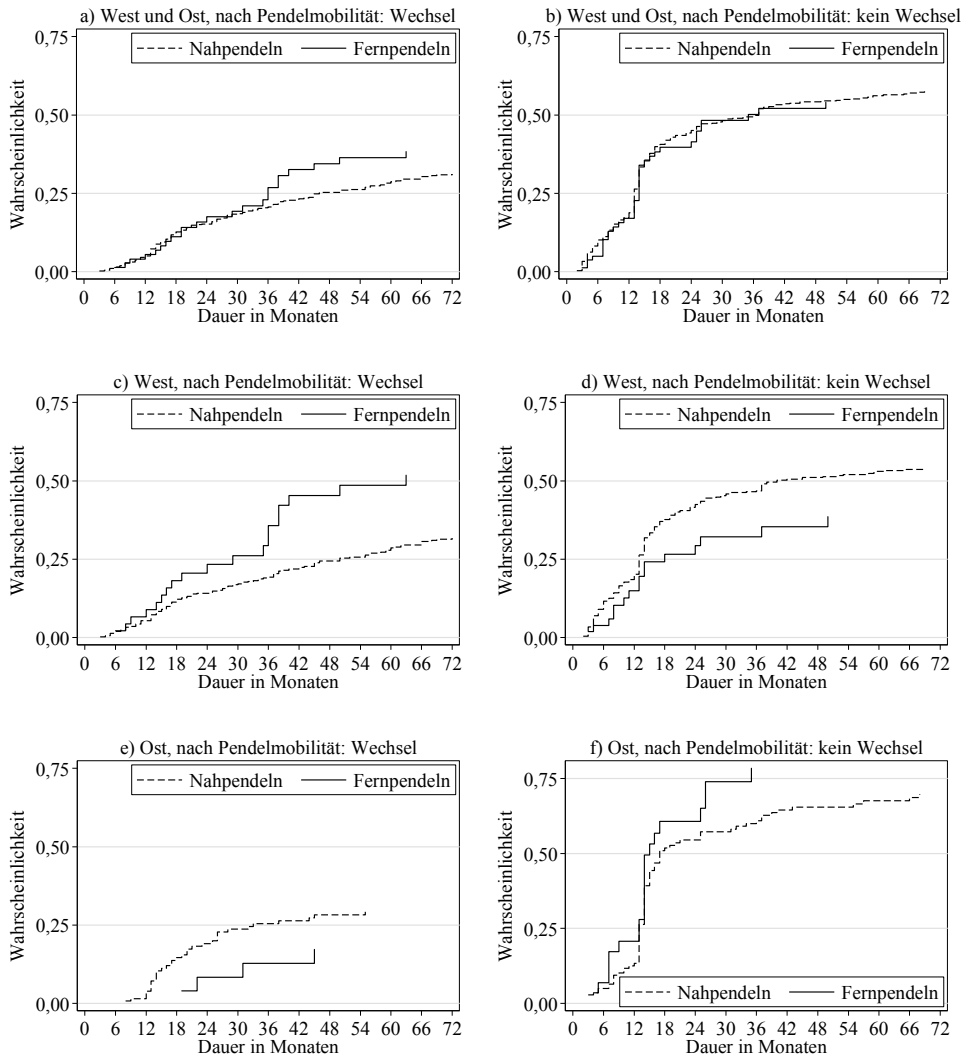 a) West und Ost, nach Pendelmobilität: Wechsel
0,75
Nahpendeln Fernpendeln
0,50
0,25
0,00
Wahrscheinlichkeit
0 6 12 18 24 30 36 42 48 54 60 66 72
Dauer in Monaten
b) West und Ost, nach Pendelmobilität: kein Wechsel
0,75
Nahpendeln Fernpendeln
0,50
0,25
0,00
Wahrscheinlichkeit
0 6 12 18 24 30 36 42 48 54 60 66 72
Dauer in Monaten
c) West, nach Pendelmobilität: Wechsel
0,75
Nahpendeln Fernpendeln
0,50
0,25
0,00
Wahrscheinlichkeit
0 6 12 18 24 30 36 42 48 54 60 66 72
Dauer in Monaten
d) West, nach Pendelmobilität: kein Wechsel
0,75
Nahpendeln Fernpendeln
0,50
0,25
0,00
Wahrscheinlichkeit
0 6 12 18 24 30 36 42 48 54 60 66 72
Dauer in Monaten
e) Ost, nach Pendelmobilität: Wechsel
0,75
Nahpendeln Fernpendeln
0,50
0,25
0,00
Wahrscheinlichkeit
0 6 12 18 24 30 36 42 48 54 60 66 72
Dauer in Monaten
f) Ost, nach Pendelmobilität: kein Wechsel
0,75
0,50
0,25
0,00
Nahpendeln Fernpendeln
Wahrscheinlichkeit
0 6 12 18 24 30 36 42 48 54 60 66 72
Dauer in Monaten